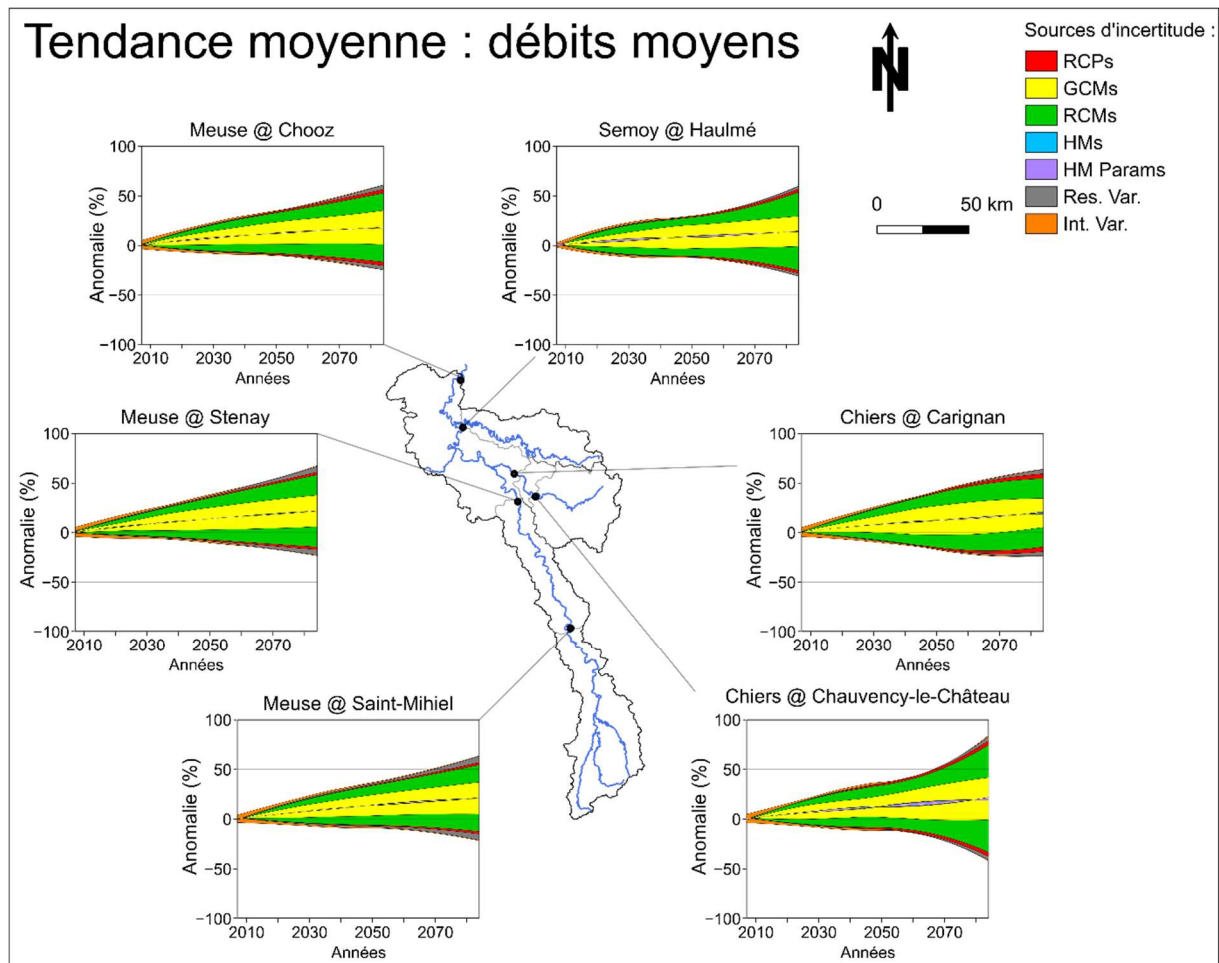 Tendance moyenne : débits moyens
N
Sources d'incertitude :
RCPs
GCMs
RCMs
HMs
HM Params
Res. Var.
Int. Var.
0 50 km
Meuse @ Chooz
100
50
0
−50
−100
Anomalie (%)
2010 2030 2050 2070
Années
Semoy @ Haulmé
100
50
0
−50
−100
Anomalie (%)
2010 2030 2050 2070
Années
Meuse @ Stenay
100
50
0
−50
−100
Anomalie (%)
2010 2030 2050 2070
Années
Chiers @ Carignan
100
50
0
−50
−100
Anomalie (%)
2010 2030 2050 2070
Années
Meuse @ Saint-Mihiel
100
50
0
−50
−100
Anomalie (%)
2010 2030 2050 2070
Années
Chiers @ Chauvency-le-Château
100
50
0
−50
−100
Anomalie (%)
2010 2030 2050 2070
Années